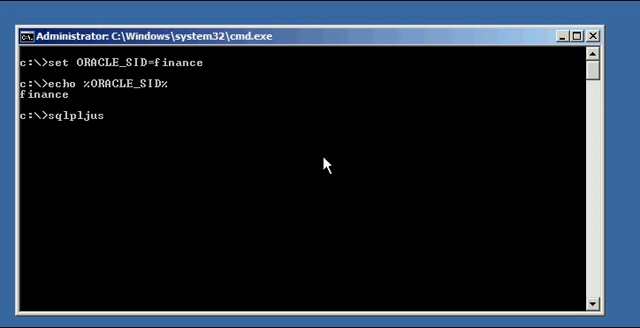 Administrator: C:\Windows\system32\cmd.exe
c:\>set ORACLE_SID=finance
c:\>echo %ORACLE_SID%
finance
c:\>sqlpljus